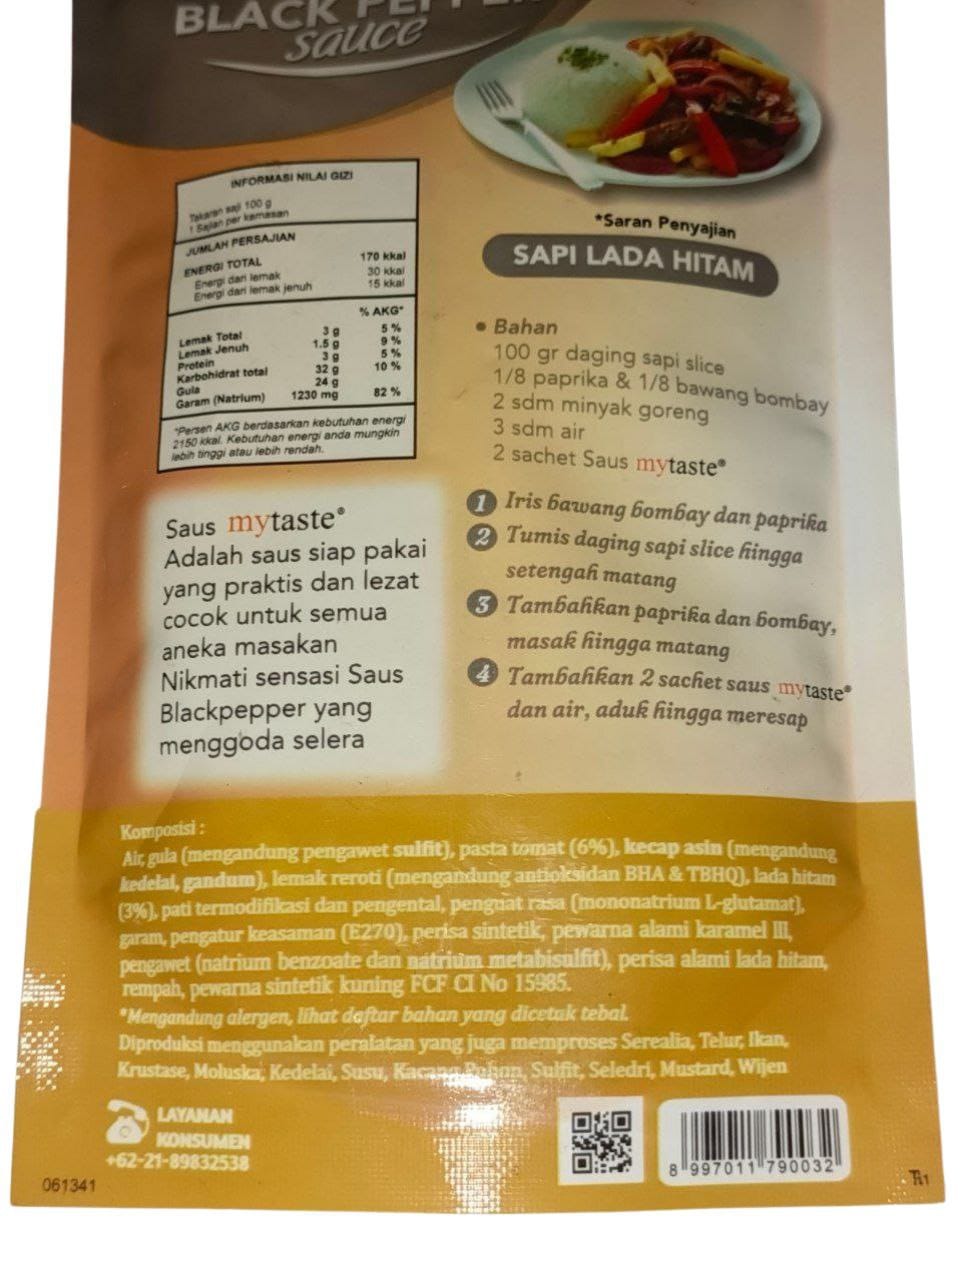 BLACK PEPPER
sauce
INFORMASI NILAI GIZI
Takaran saji 100 g
1 Sajian per kemasan
JUMLAH PERSAJIAN
ENERGI TOTAL 170 kkal
Energi dari lemak 30 kkal
Energi dari lemak jenuh 15 kkal
% AKG*
Lemak Total 3 g 5 %
Lemak Jenuh 1.5 g 9 %
Protein 3 g 5 %
Karbohidrat total 32 g 10 %
Gula 24 g
Garam (Natrium) 1230 mg 82 %
*Persen AKG berdasarkan kebutuhan energi
2150 kkal. Kebutuhan energi anda mungkin
lebih tinggi atau lebih rendah.
Saus mytaste®
Adalah saus siap pakai
yang praktis dan lezat
cocok untuk semua
aneka masakan
Nikmati sensasi Saus
Blackpepper yang
menggoda selera
*Saran Penyajian
SAPI LADA HITAM
• Bahan
100 gr daging sapi slice
1/8 paprika & 1/8 bawang bombay
2 sdm minyak goreng
3 sdm air
2 sachet Saus mytaste®
1 Iris bawang bombay dan paprika
2 Tumis daging sapi slice hingga
setengah matang
3 Tambahkan paprika dan bombay,
masak hingga matang
4 Tambahkan 2 sachet saus mytaste®
dan air, aduk hingga meresap
Komposisi :
Air, gula (mengandung pengawet sulfit), pasta tomat (6%), kecap asin (mengandung
kedelai, gandum), lemak reroti (mengandung antioksidan BHA & TBHQ), lada hitam
(3%), pati termodifikasi dan pengental, penguat rasa (mononatrium L-glutamat),
garam, pengatur keasaman (E270), perisa sintetik, pewarna alami karamel III,
pengawet (natrium benzoate dan natrium metabisulfit), perisa alami lada hitam,
rempah, pewarna sintetik kuning FCF CI No 15985.
*Mengandung alergen, lihat daftar bahan yang dicetak tebal.
Diproduksi menggunakan peralatan yang juga memproses Serealia, Telur, Ikan,
Krustase, Moluska, Kedelai, Susu, Kacang Pohon, Sulfit, Seledri, Mustard, Wijen
LAYANAN
KONSUMEN
+62-21-89832538
8 997011 790032
061341